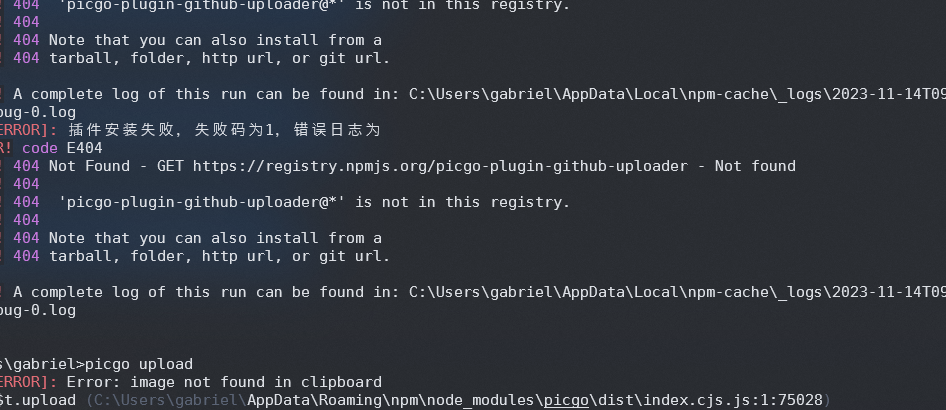 ! 404  'picgo-plugin-github-uploader@*' is not in this registry.
! 404
! 404 Note that you can also install from a
! 404 tarball, folder, http url, or git url.
! A complete log of this run can be found in: C:\Users\gabriel\AppData\Local\npm-cache\_logs\2023-11-14T09
bug-0.log
ERROR]: 插件安装失败, 失败码为1, 错误日志为
R! code E404
! 404 Not Found - GET https://registry.npmjs.org/picgo-plugin-github-uploader - Not found
! 404
! 404  'picgo-plugin-github-uploader@*' is not in this registry.
! 404
! 404 Note that you can also install from a
! 404 tarball, folder, http url, or git url.
! A complete log of this run can be found in: C:\Users\gabriel\AppData\Local\npm-cache\_logs\2023-11-14T09
bug-0.log
s\gabriel>picgo upload
ERROR]: Error: image not found in clipboard
$t.upload (C:\Users\gabriel\AppData\Roaming\npm\node_modules\picgo\dist\index.cjs.js:1:75028)